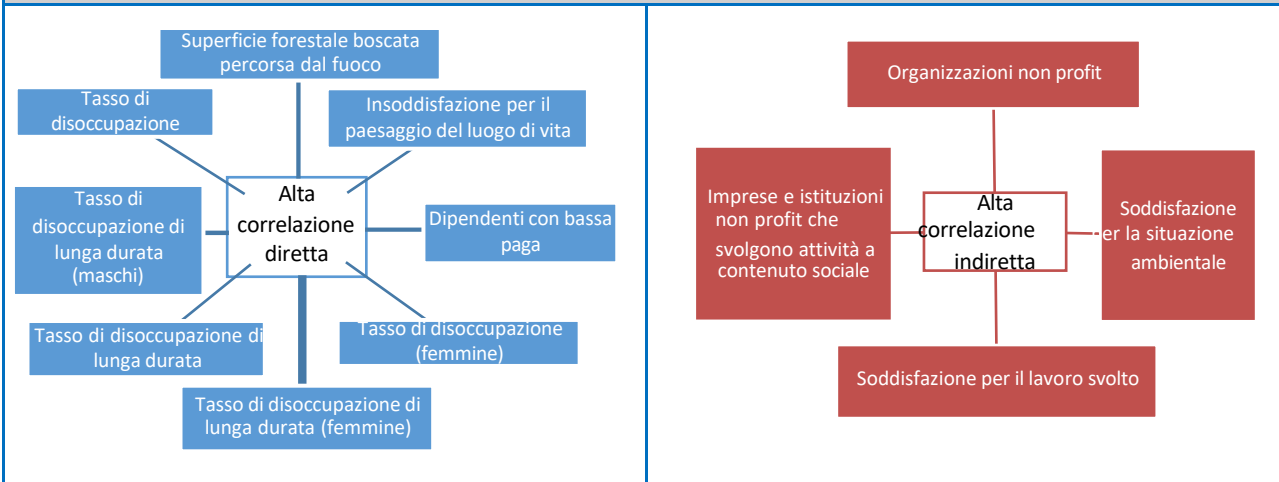 Superficie forestale boscata
percorsa dal fuoco
Tasso di
disoccupazione
Insoddisfazione per il
paesaggio del luogo di vita
Tasso di
disoccupazione di
lunga durata
(maschi)
Alta
correlazione
diretta
Dipendenti con bassa
paga
Tasso di disoccupazione di
lunga durata
Tasso di disoccupazione
(femmine)
Tasso di disoccupazione di
lunga durata (femmine)
Organizzazioni non profit
Imprese e istituzioni
non profit che
svolgono attività a
contenuto sociale
Alta
correlazione
indiretta
Soddisfazione
er la situazione
ambientale
Soddisfazione per il lavoro svolto